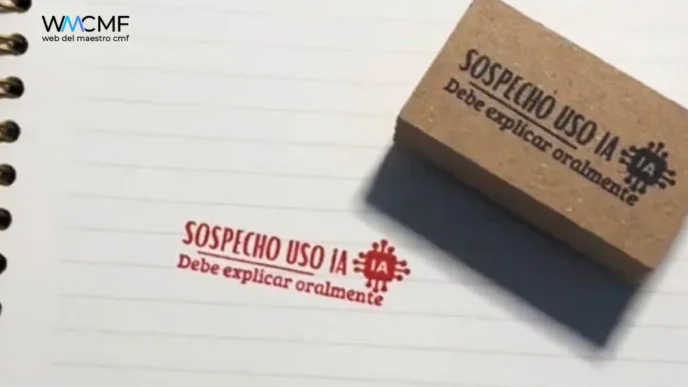 WMCMF
web del maestro cmf
SOSPECHO USO IA
Debe explicar oralmente
IA
SOSPECHO USO IA
Debe explicar oralmente
IA